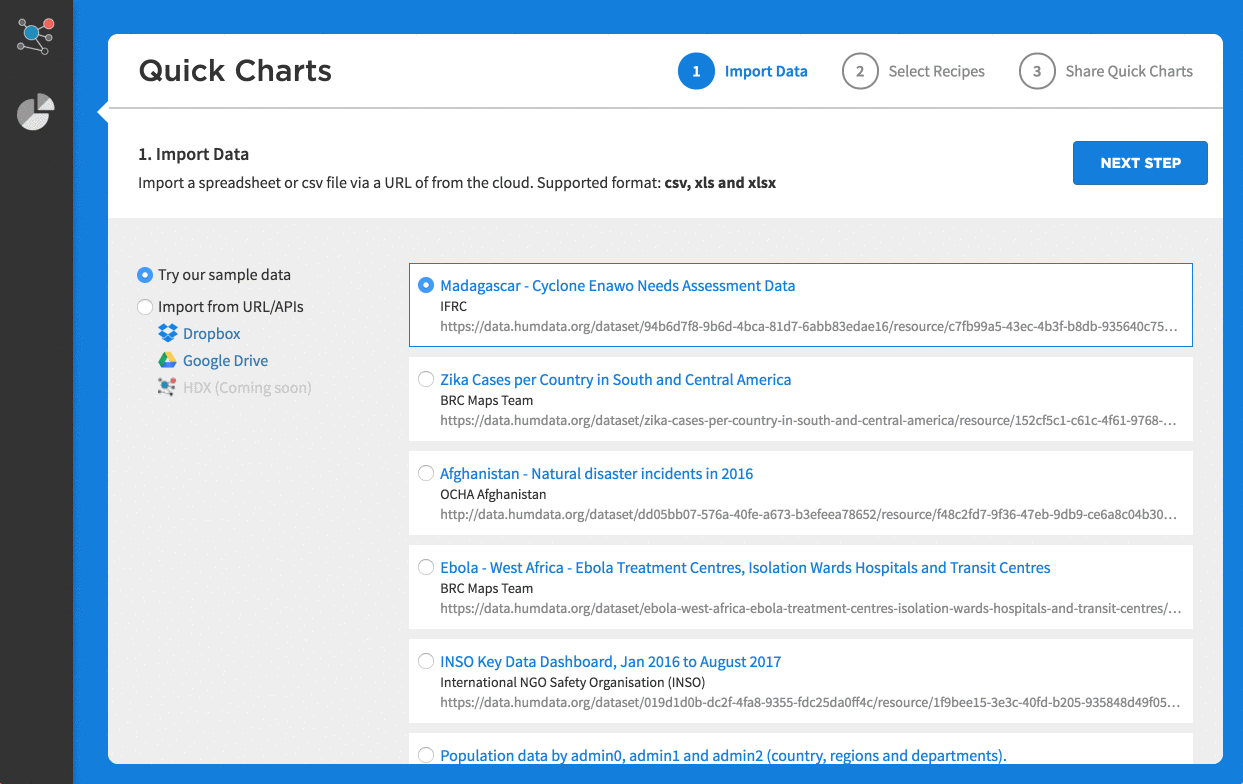 Quick Charts
1 Import Data
2 Select Recipes
3 Share Quick Charts
1. Import Data
Import a spreadsheet or csv file via a URL of from the cloud. Supported format: csv, xls and xlsx
NEXT STEP
Try our sample data
Import from URL/APIs
Dropbox
Google Drive
HDX (Coming soon)
Madagascar - Cyclone Enawo Needs Assessment Data
IFRC
https://data.humdata.org/dataset/94b6d7f8-9b6d-4bca-81d7-6abb83edae16/resource/c7fb99a5-43ec-4b3f-b8db-935640c75...
Zika Cases per Country in South and Central America
BRC Maps Team
https://data.humdata.org/dataset/zika-cases-per-country-in-south-and-central-america/resource/152cf5c1-c61c-4f61-9768-...
Afghanistan - Natural disaster incidents in 2016
OCHA Afghanistan
http://data.humdata.org/dataset/dd05bb07-576a-40fe-a673-b3efeea78652/resource/f48c2fd7-9f36-47eb-9db9-ce6a8c04b30...
Ebola - West Africa - Ebola Treatment Centres, Isolation Wards Hospitals and Transit Centres
BRC Maps Team
https://data.humdata.org/dataset/ebola-west-africa-ebola-treatment-centres-isolation-wards-hospitals-and-transit-centres/...
INSO Key Data Dashboard, Jan 2016 to August 2017
International NGO Safety Organisation (INSO)
https://data.humdata.org/dataset/019d1d0b-dc2f-4fa8-9355-fdc25da0ff4c/resource/1f9bee15-3e3c-40fd-b205-935848d49f05...
Population data by admin0, admin1 and admin2 (country, regions and departments).